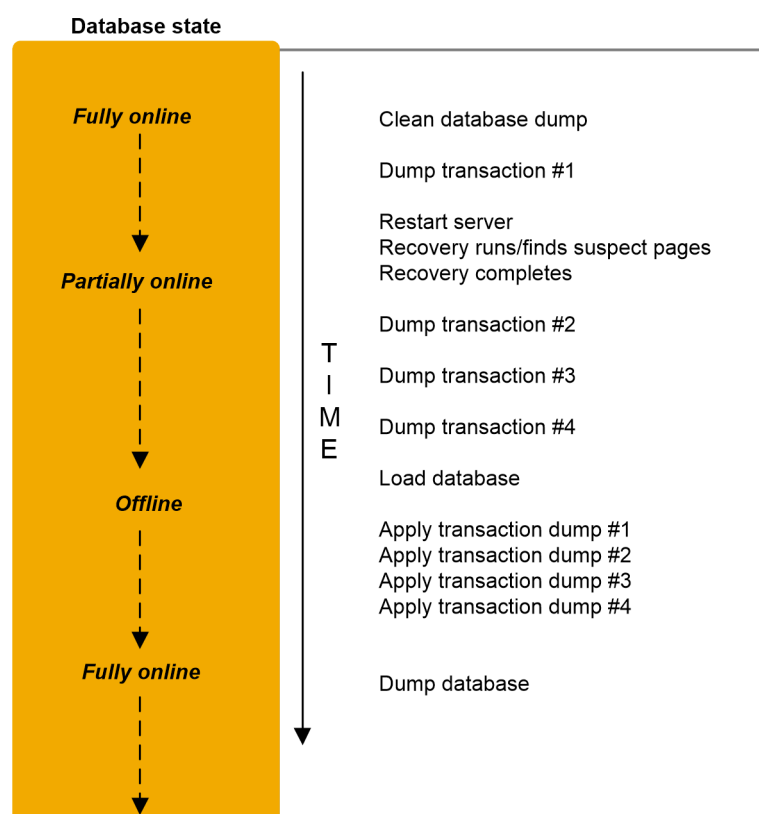 Database state
Fully online
Clean database dump
Dump transaction #1
Restart server
Recovery runs/finds suspect pages
Recovery completes
Partially online
Dump transaction #2
Dump transaction #3
Dump transaction #4
T
I
M
E
Load database
Offline
Apply transaction dump #1
Apply transaction dump #2
Apply transaction dump #3
Apply transaction dump #4
Fully online
Dump database